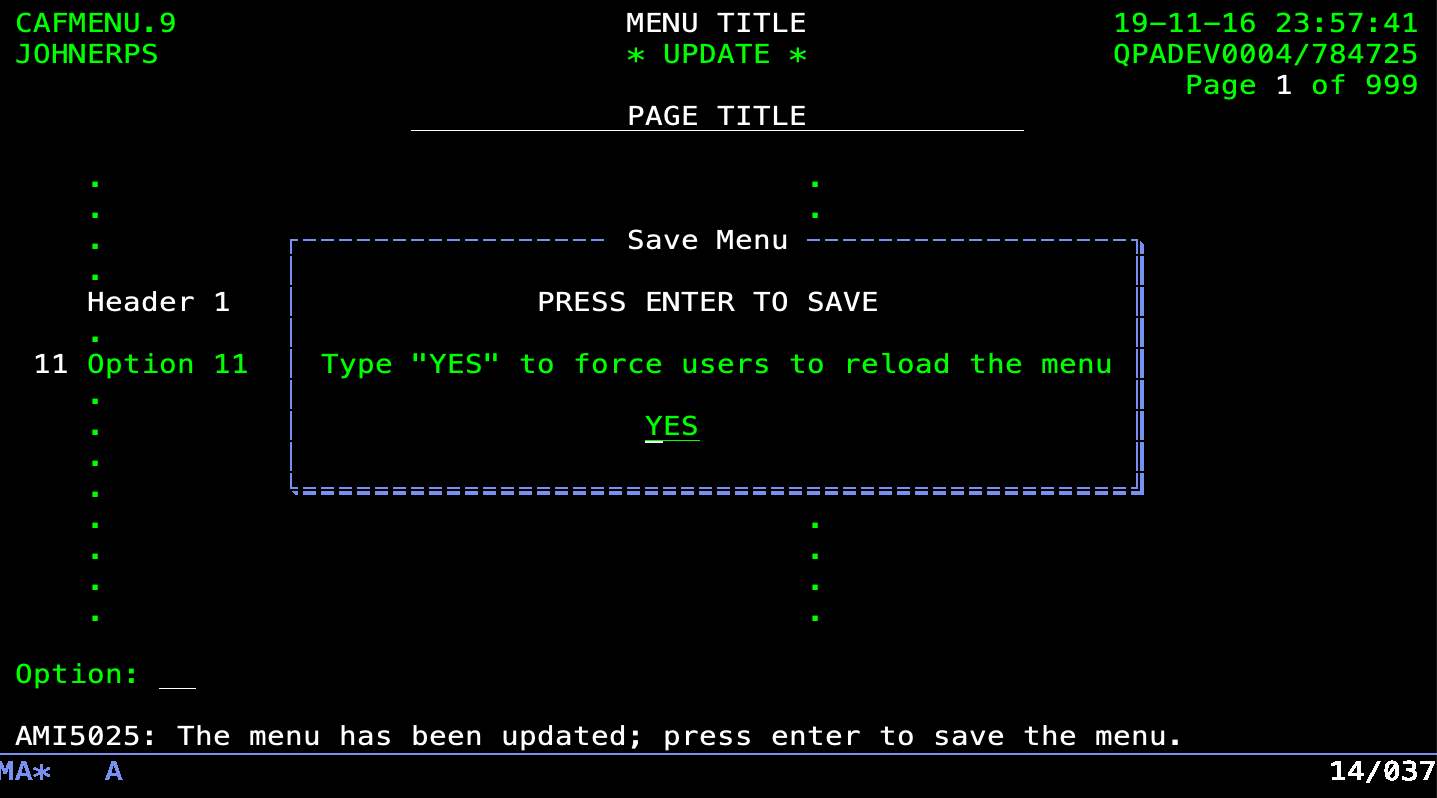 CAFMENU.9 MENU TITLE 19-11-16 23:57:41
JOHNERPS * UPDATE * QPADEV0004/784725
Page 1 of 999
PAGE TITLE
. .
. .
.
Save Menu
.
Header 1 PRESS ENTER TO SAVE
.
11 Option 11 Type "YES" to force users to reload the menu
.
. YES
.
.
. .
. .
. .
. .
Option: __
AMI5025: The menu has been updated; press enter to save the menu.
MA* A 14/037